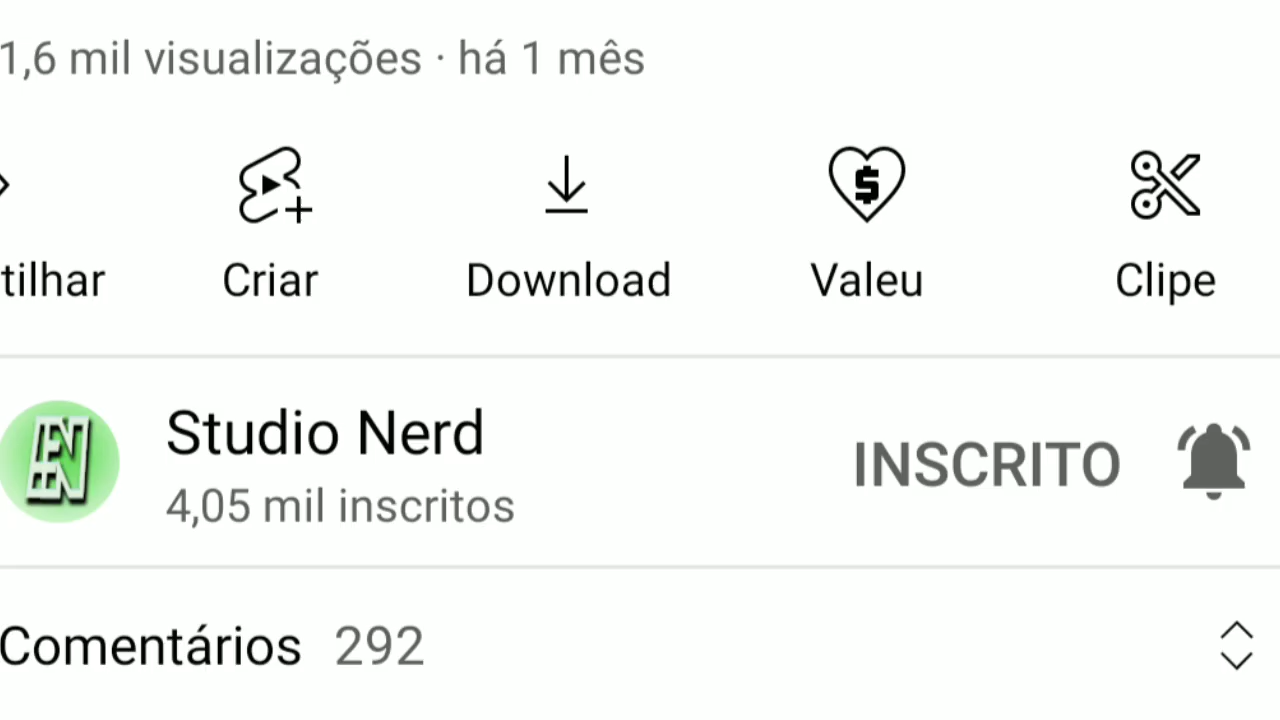 1,6 mil visualizações · há 1 mês
tilhar Criar Download Valeu Clipe
Studio Nerd
4,05 mil inscritos
INSCRITO
Comentários 292